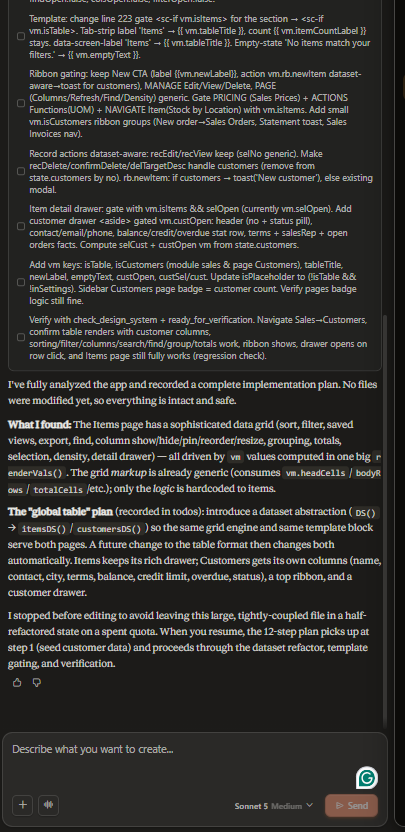 Template: change line 223 gate <sc-if vm.isItems> for the section → <sc-if
vm.isTable>. Tab-strip label 'Items' → {{ vm.tableTitle }}, count {{ vm.itemCountLabel }}
stays. data-screen-label 'Items' → {{ vm.tableTitle }}. Empty-state 'No items match your
filters.' → {{ vm.emptyText }}.
Ribbon gating: keep New CTA (label {{vm.newLabel}}, action vm.rb.newItem dataset-
aware→toast for customers), MANAGE Edit/View/Delete, PAGE
(Columns/Refresh/Find/Density) generic. Gate PRICING (Sales Prices) + ACTIONS
Functions(UOM) + NAVIGATE Item(Stock by Location) with vm.isItems. Add small
vm.isCustomers ribbon groups (New order→Sales Orders, Statement toast, Sales
Invoices nav).
Record actions dataset-aware: recEdit/recView keep (selNo generic). Make
recDelete/confirmDelete/delTargetDesc handle customers (remove from
state.customers by no). rb.newItem: if customers → toast('New customer'), else existing
modal.
Item detail drawer: gate with vm.isItems && selOpen (currently vm.selOpen). Add
customer drawer <aside> gated vm.custOpen: header (no + status pill),
contact/email/phone, balance/credit/overdue stat row, terms + salesRep + open
orders facts. Compute selCust + custOpen vm from state.customers.
Add vm keys: isTable, isCustomers (module sales & page Customers), tableTitle,
newLabel, emptyText, custOpen, custSel/cust. Update isPlaceholder to (!isTable &&
!inSettings). Sidebar Customers page badge = customer count. Verify pages badge
logic still fine.
Verify with check_design_system + ready_for_verification. Navigate Sales→Customers,
confirm table renders with customer columns,
sorting/filter/columns/search/find/group/totals work, ribbon shows, drawer opens on
row click, and Items page still fully works (regression check).
I've fully analyzed the app and recorded a complete implementation plan. No files
were modified yet, so everything is intact and safe.
What I found: The Items page has a sophisticated data grid (sort, filter, saved
views, export, find, column show/hide/pin/reorder/resize, grouping, totals,
selection, density, detail drawer) — all driven by vm values computed in one big r
enderVals() . The grid markup is already generic (consumes vm.headCells / bodyR
ows / totalCells /etc.); only the logic is hardcoded to items.
The "global table" plan (recorded in todos): introduce a dataset abstraction ( DS()
→ itemsDS() / customersDS() ) so the same grid engine and same template block
serve both pages. A future change to the table format then changes both
automatically. Items keeps its rich drawer; Customers gets its own columns (name,
contact, city, terms, balance, credit limit, overdue, status), a top ribbon, and a
customer drawer.
I stopped before editing to avoid leaving this large, tightly-coupled file in a half-
refactored state on a spent quota. When you resume, the 12-step plan picks up at
step 1 (seed customer data) and proceeds through the dataset refactor, template
gating, and verification.
Describe what you want to create...
Sonnet 5 Medium
Send